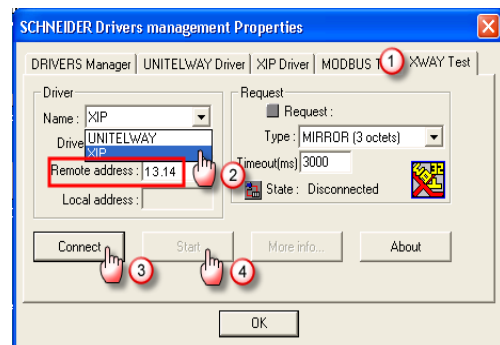 SCHNEIDER Drivers management Properties
DRIVERS Manager UNITELWAY Driver XIP Driver MODBUS T 1 XWAY Test
Driver
Name : XIP
UNITELWAY
XIP
Drive
Remote address : 13.14
2
Local address :
Request
Request :
Type : MIRROR (3 octets)
Timeout(ms) 3000
State : Disconnected
Connect Start More info... About
3 4
OK